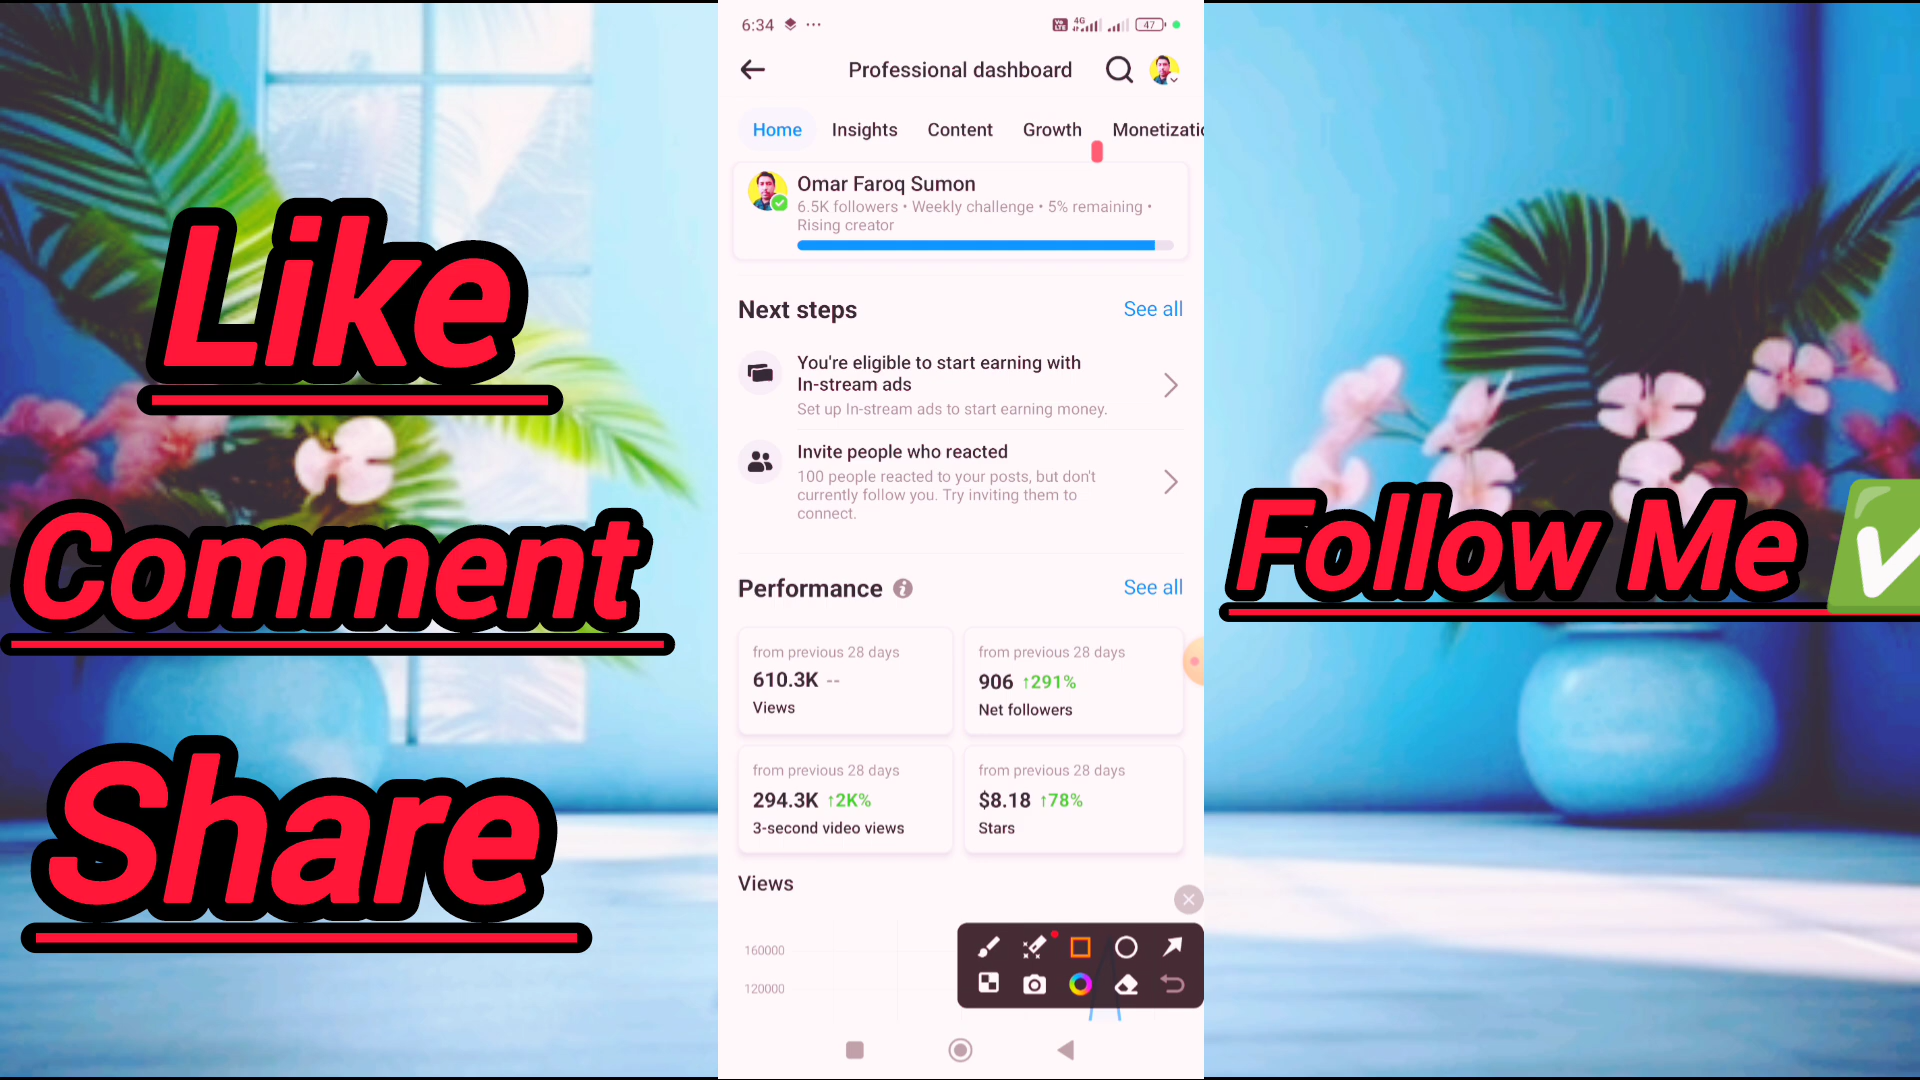 Like
Comment
Share
6:34
4G
47
Professional dashboard
Home Insights Content Growth Monetizatio
Omar Faroq Sumon
6.5K followers • Weekly challenge • 5% remaining •
Rising creator
Next steps See all
You're eligible to start earning with
In-stream ads
Set up In-stream ads to start earning money.
Invite people who reacted
100 people reacted to your posts, but don't
currently follow you. Try inviting them to
connect.
Performance See all
from previous 28 days
610.3K --
Views
from previous 28 days
906 ↑291%
Net followers
from previous 28 days
294.3K ↑2K%
3-second video views
from previous 28 days
$8.18 ↑78%
Stars
Views
160000
120000
Follow Me ✅